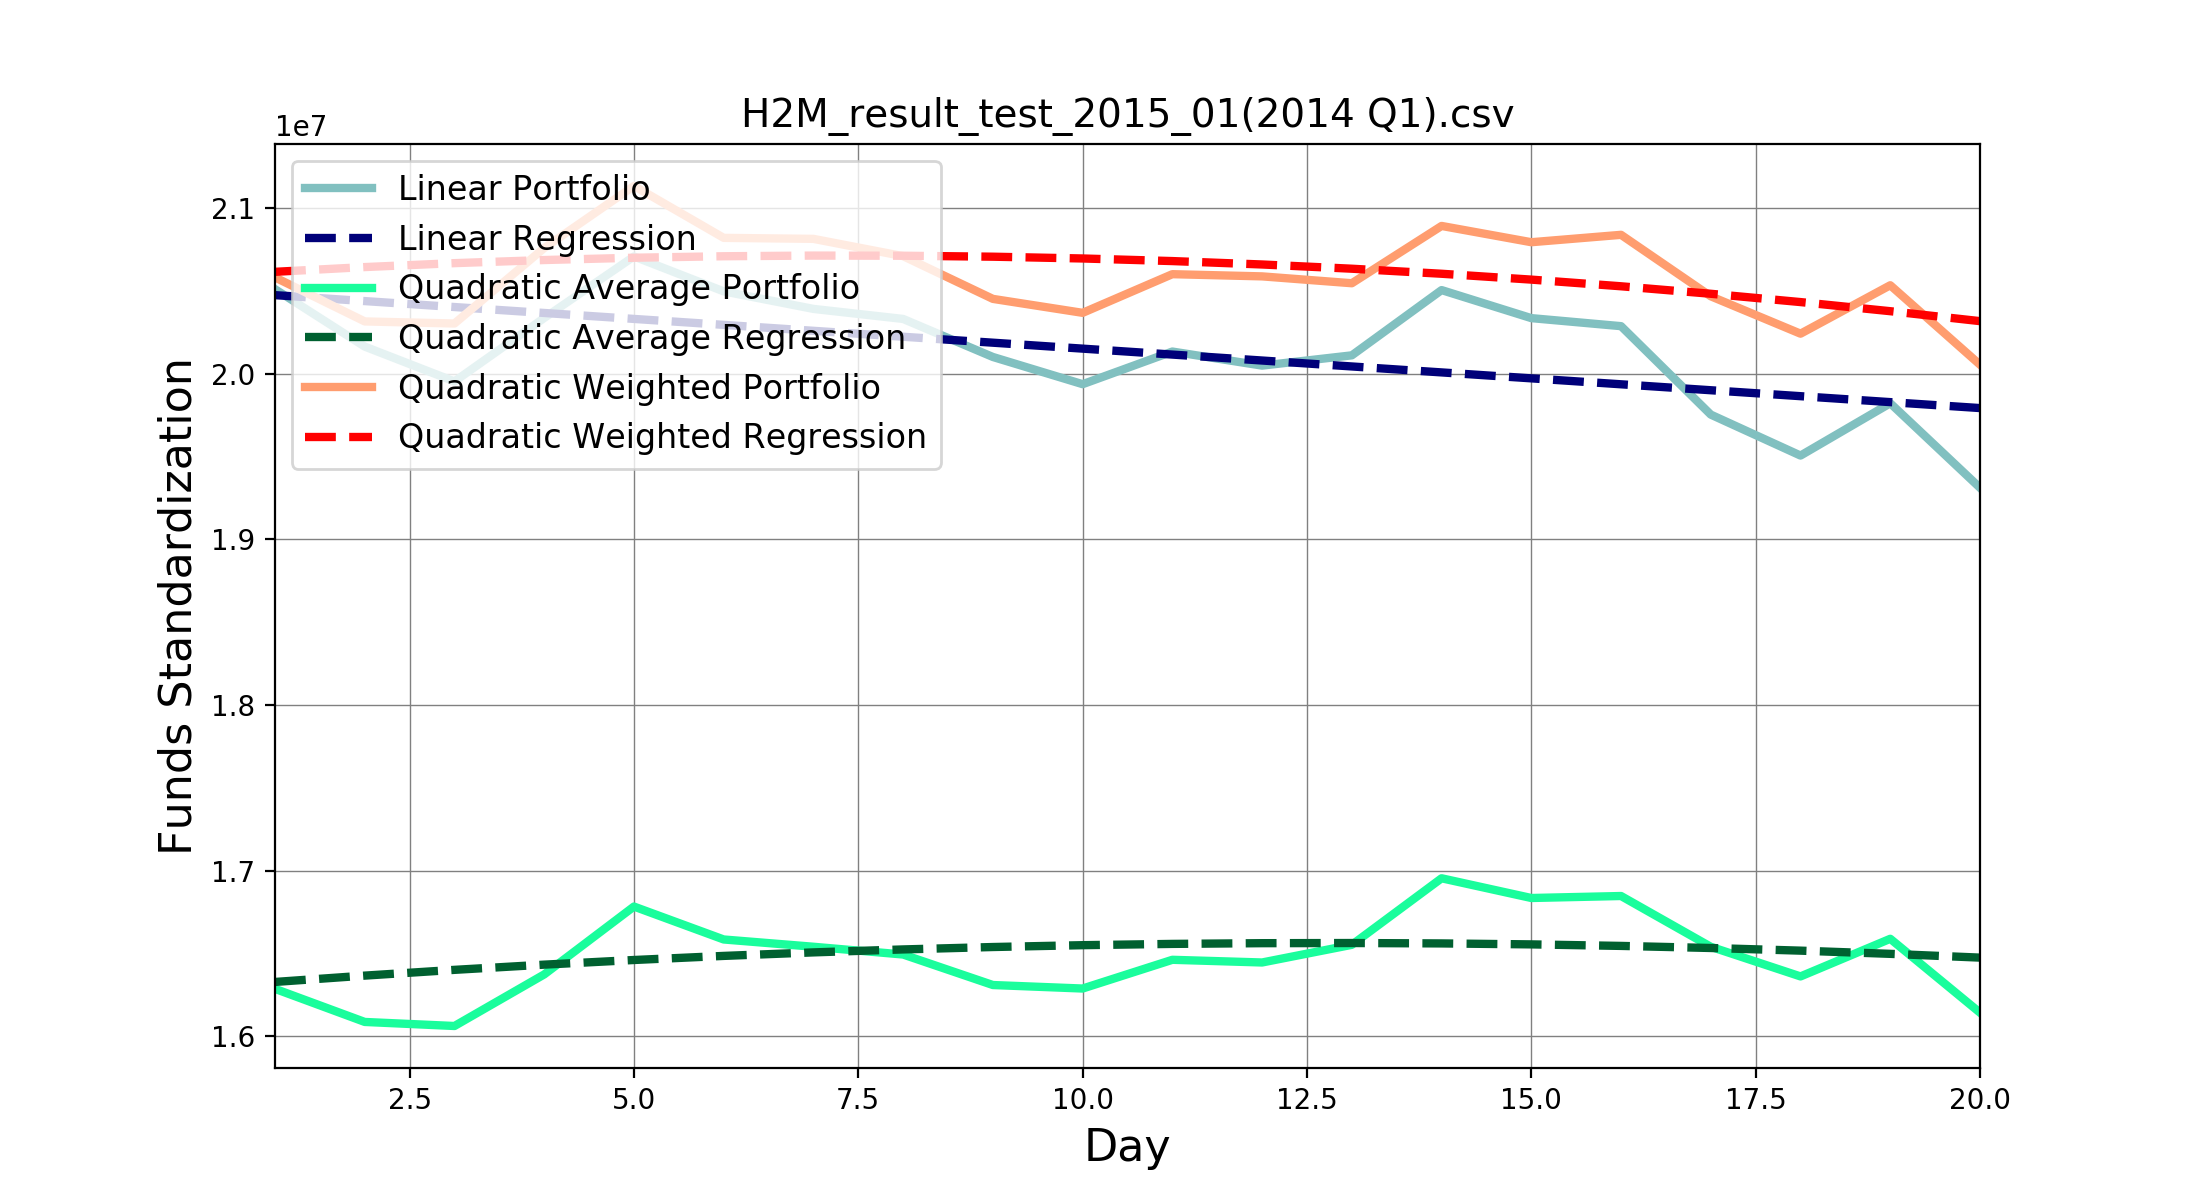 H2M_result_test_2015_01(2014 Q1).csv
1e7
Linear Portfolio
Linear Regression
Quadratic Average Portfolio
Quadratic Average Regression
Quadratic Weighted Portfolio
Quadratic Weighted Regression
2.1
2.0
1.9
1.8
1.7
1.6
Funds Standardization
2.5 5.0 7.5 10.0 12.5 15.0 17.5 20.0
Day